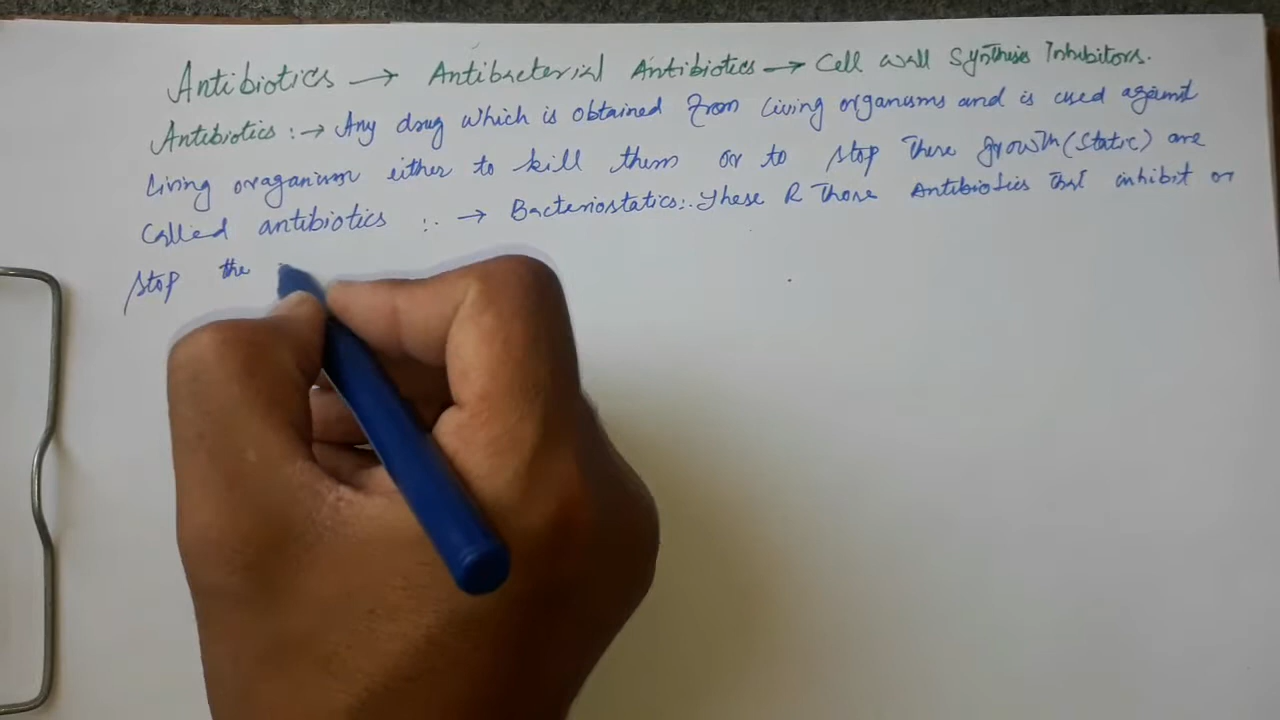 Antibiotics → Antibacterial Antibiotics → Cell wall Synthesis Inhibitors.
Antibiotics :→ Any drug which is obtained from living organisms and is used against
living oraganism either to kill them or to stop there growth (static) are
Called antibiotics :. → Bacteriostatics:. These R Those Antibiotics that inhibit or
stop the